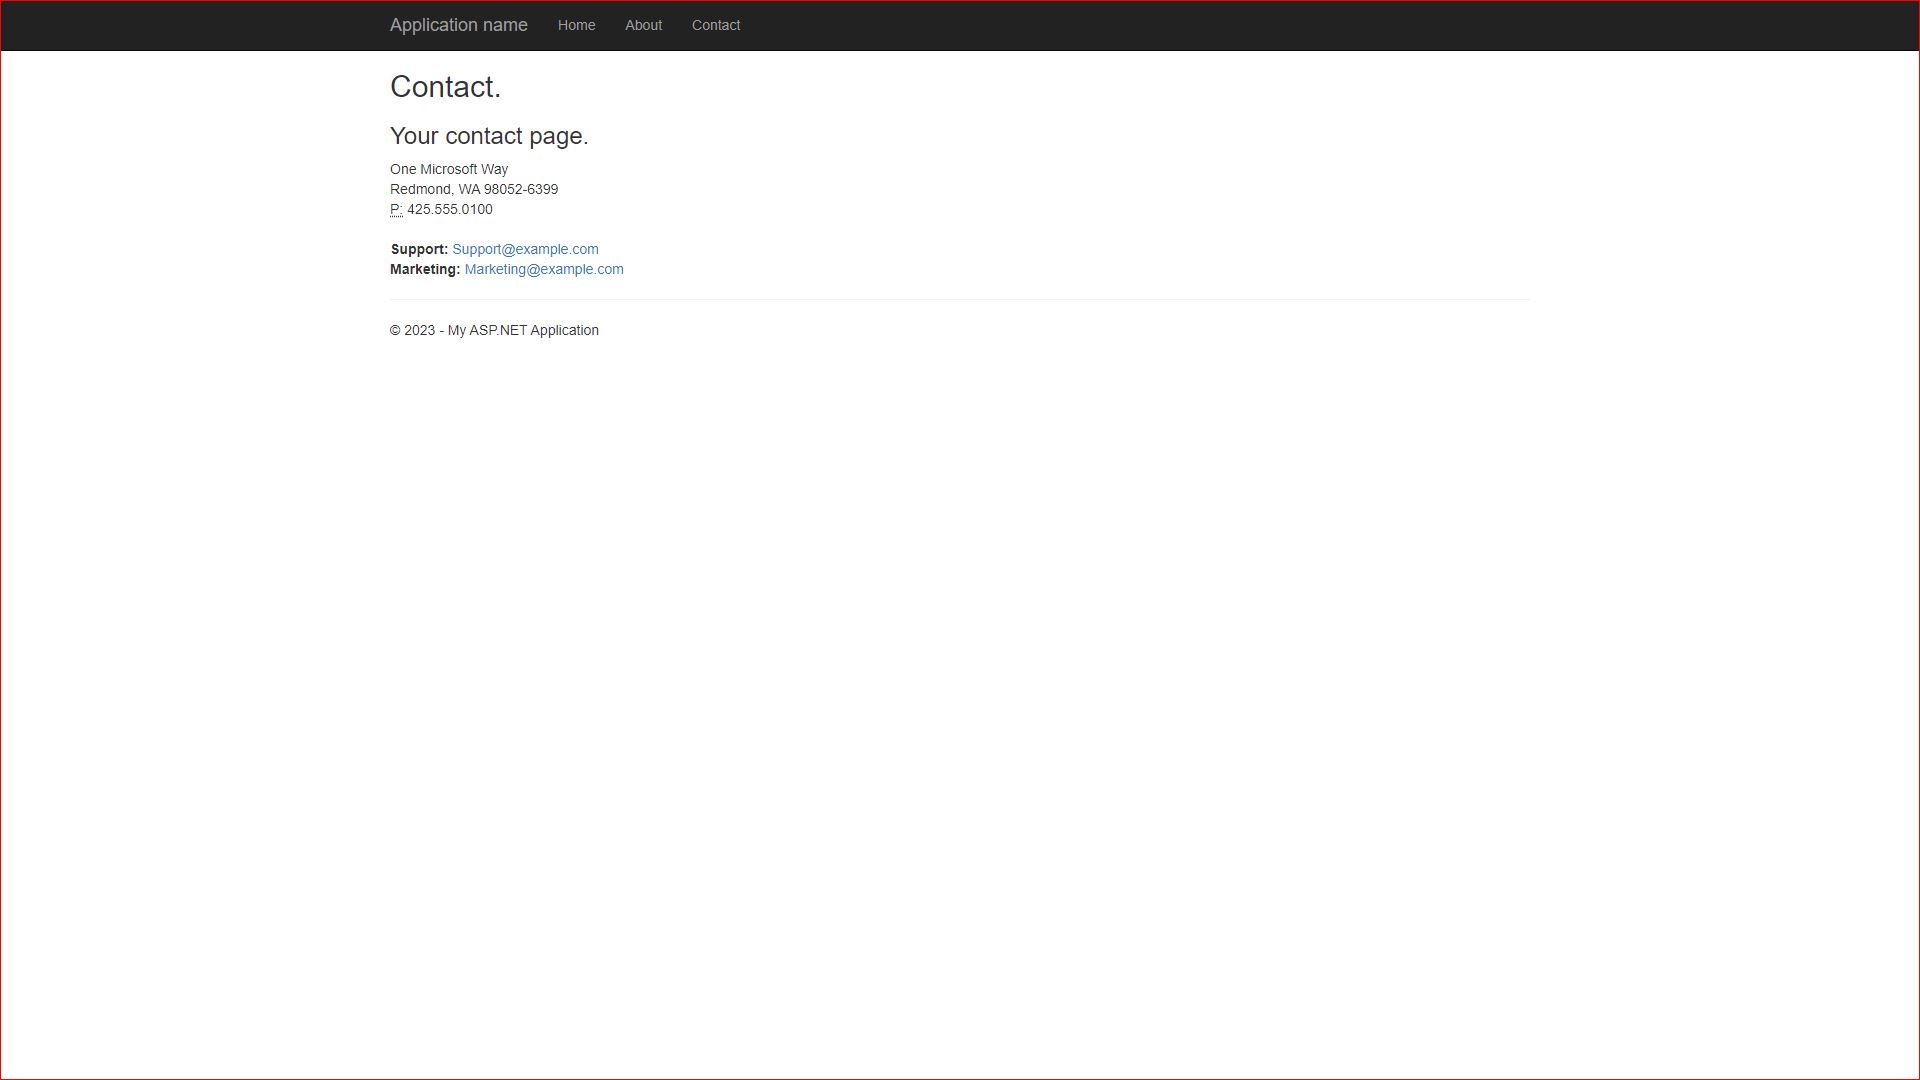 Application name Home About Contact
Contact.
Your contact page.
One Microsoft Way
Redmond, WA 98052-6399
P: 425.555.0100
Support: Support@example.com
Marketing: Marketing@example.com
© 2023 - My ASP.NET Application